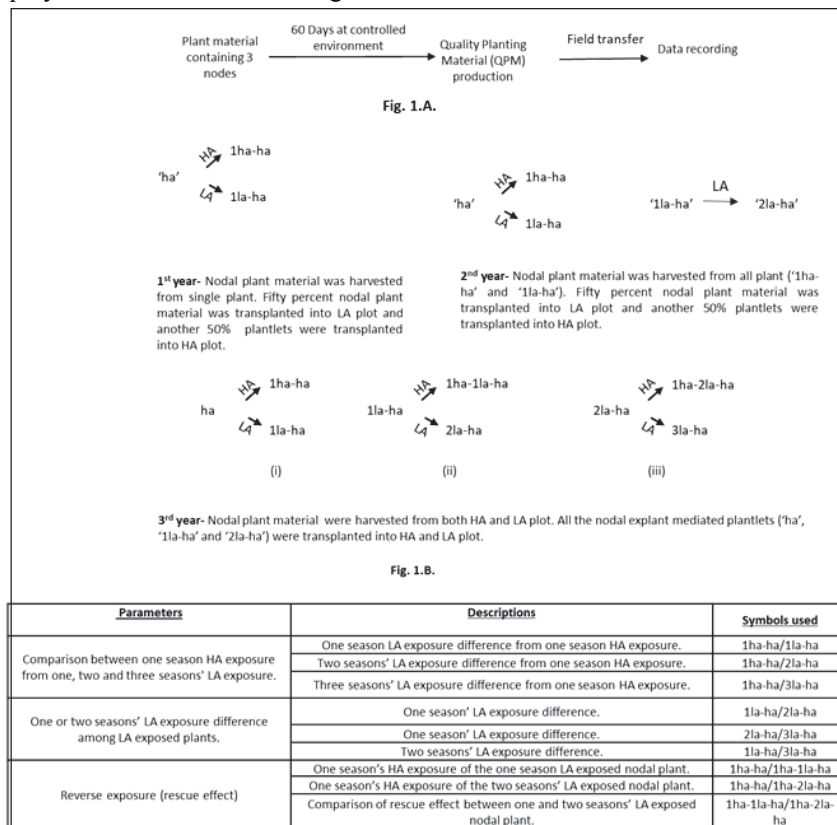 60 Days at controlled
environment
Plant material
containing 3
nodes
Quality Planting
Material (QPM)
production
Field transfer
Data recording
Fig. 1.A.
'ha'
HA
1ha-ha
LA
1la-ha
'ha'
HA
1ha-ha
LA
1la-ha
'1la-ha'
LA
'2la-ha'
1st year- Nodal plant material was harvested
from single plant. Fifty percent nodal plant
material was transplanted into LA plot and
another 50% plantlets were transplanted
into HA plot.
2nd year- Nodal plant material was harvested from all plant ('1ha-
ha' and '1la-ha'). Fifty percent nodal plant material was
transplanted into LA plot and another 50% plantlets were
transplanted into HA plot.
ha
HA
1ha-ha
LA
1la-ha
(i)
1la-ha
HA
1ha-1la-ha
LA
2la-ha
(ii)
2la-ha
HA
1ha-2la-ha
LA
3la-ha
(iii)
3rd year- Nodal plant material were harvested from both HA and LA plot. All the nodal explant mediated plantlets ('ha',
'1la-ha' and '2la-ha') were transplanted into HA and LA plot.
Fig. 1.B.
Parameters
Descriptions
Symbols used
Comparison between one season HA exposure
from one, two and three seasons' LA exposure.
One season LA exposure difference from one season HA exposure.
1ha-ha/1la-ha
Two seasons' LA exposure difference from one season HA exposure.
1ha-ha/2la-ha
Three seasons' LA exposure difference from one season HA exposure.
1ha-ha/3la-ha
One or two seasons' LA exposure difference
among LA exposed plants.
One season' LA exposure difference.
1la-ha/2la-ha
One season' LA exposure difference.
2la-ha/3la-ha
Two seasons' LA exposure difference.
1la-ha/3la-ha
Reverse exposure (rescue effect)
One season's HA exposure of the one season LA exposed nodal plant.
1ha-ha/1ha-1la-ha
One season's HA exposure of the two seasons' LA exposed nodal plant.
1ha-ha/1ha-2la-ha
Comparison of rescue effect between one and two seasons' LA exposed
nodal plant.
1ha-1la-ha/1ha-2la-
ha